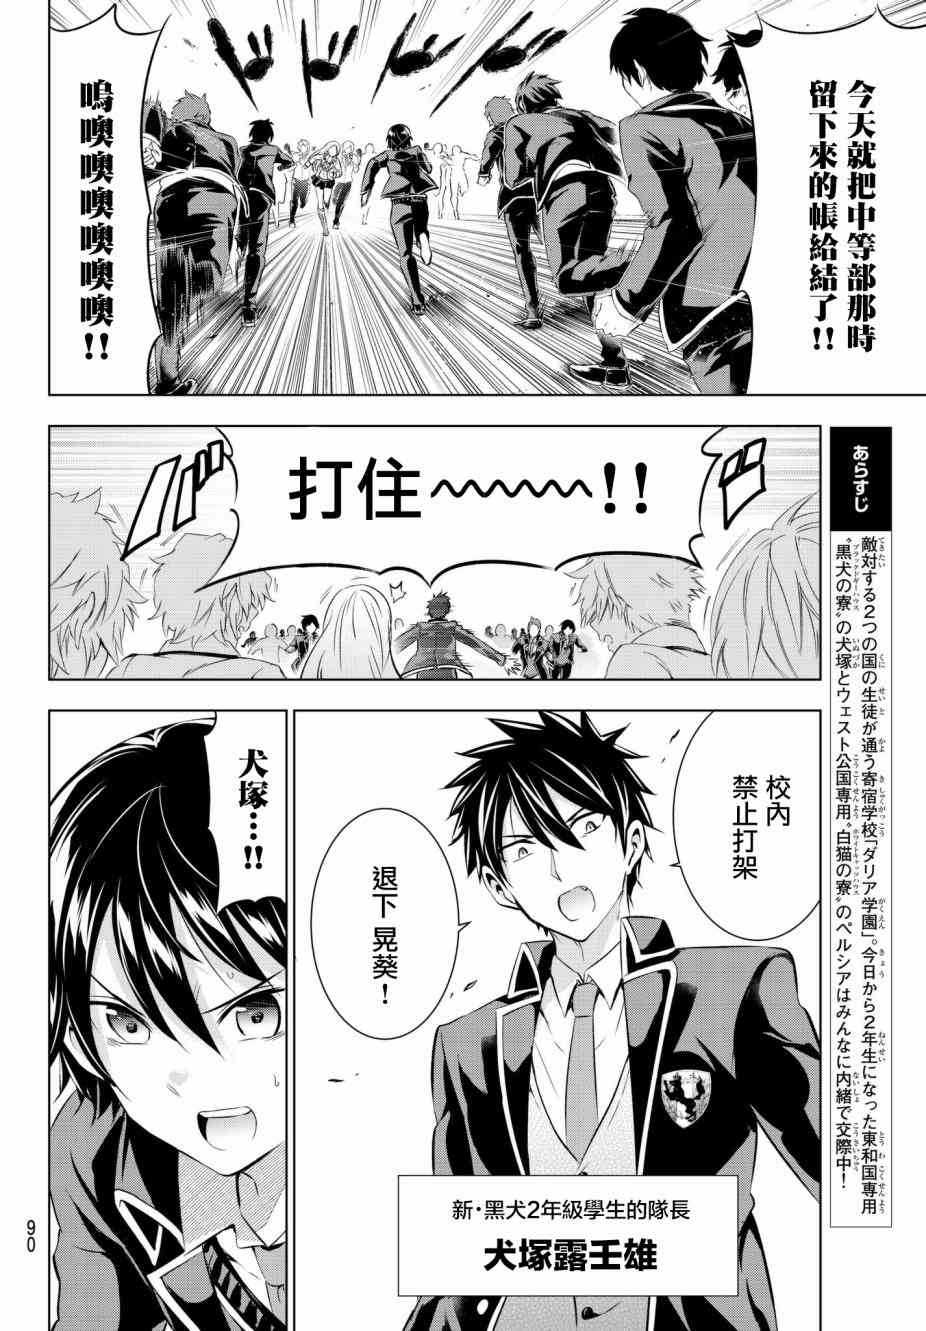 今天就把中等部那時
留下來的帳給結了!!
嗚噢噢噢噢噢噢!!
ドドドド
打住~~~~~~!!
バッ
ザッ
あらすじ
敵対する2つの国の生徒が通う寄宿学校「ダリア学園」。今日から2年生になった東和国専用
“黒犬の寮”の犬塚とウェスト公国専用“白猫の寮”のペルシアはみんなに内緒で交際中！
校內
禁止打架
退下 晃葵！
新·黑犬2年級學生的隊長
犬塚露壬雄
犬塚…!!
90